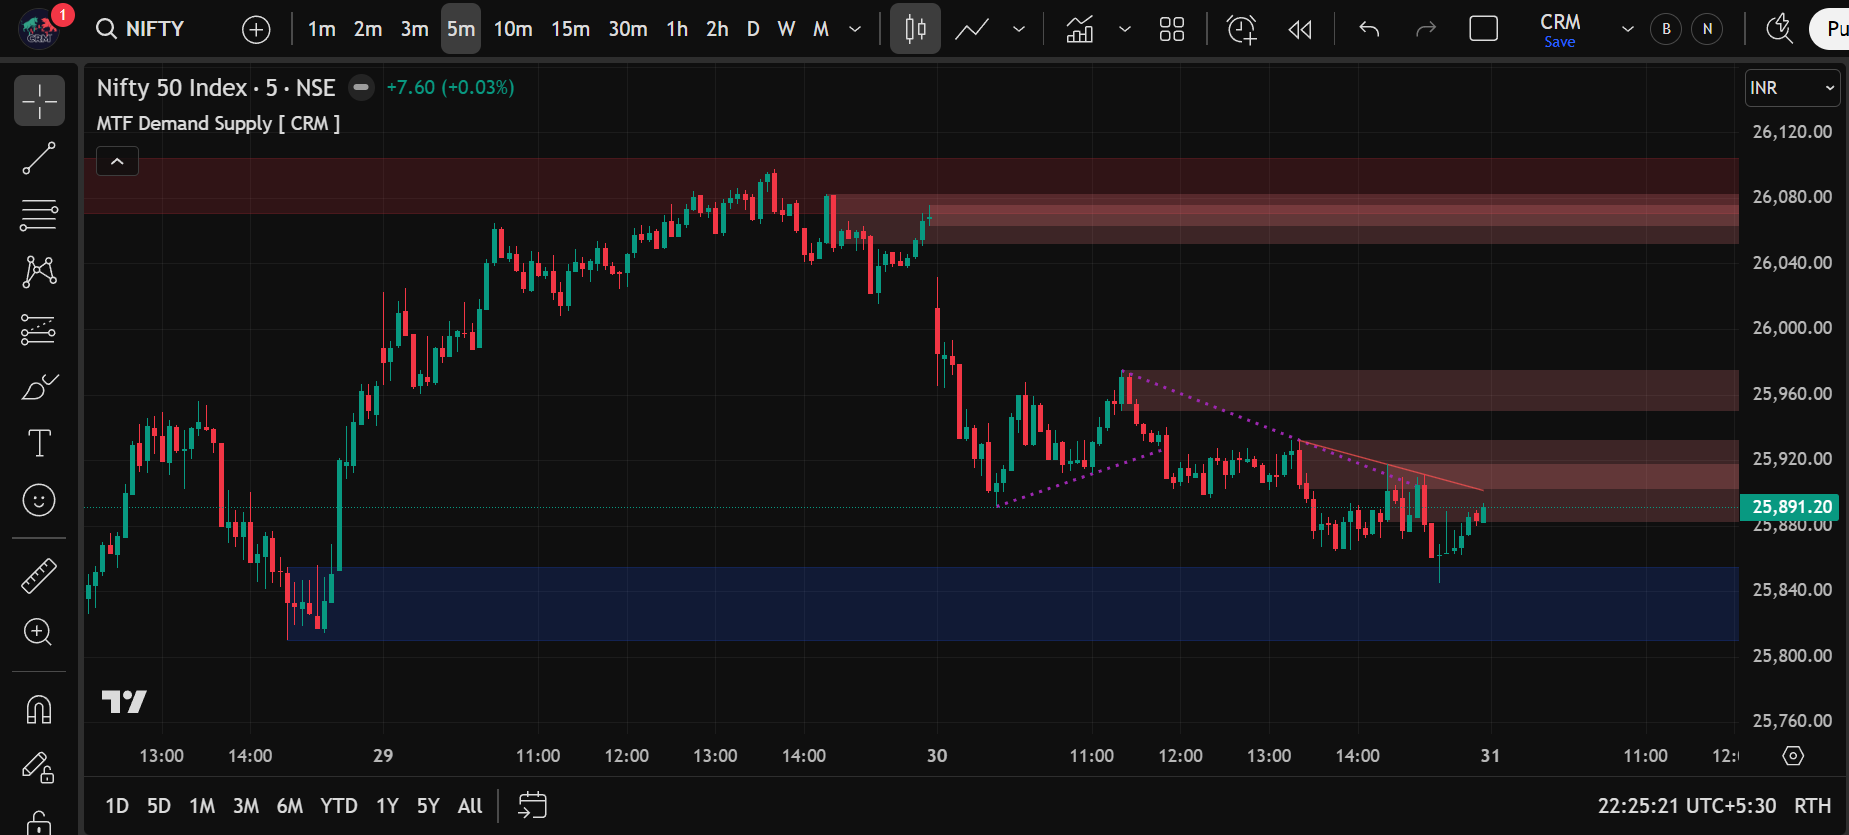 1
CRM
NIFTY
1m 2m 3m 5m 10m 15m 30m 1h 2h D W M
CRM
Save
B N
Pu
Nifty 50 Index · 5 · NSE +7.60 (+0.03%)
MTF Demand Supply [ CRM ]
INR
26,120.00
26,080.00
26,040.00
26,000.00
25,960.00
25,920.00
25,891.20
25,880.00
25,840.00
25,800.00
25,760.00
T
13:00 14:00 29 11:00 12:00 13:00 14:00 30 11:00 12:00 13:00 14:00 31 11:00 12:0
1D 5D 1M 3M 6M YTD 1Y 5Y All
22:25:21 UTC+5:30 RTH